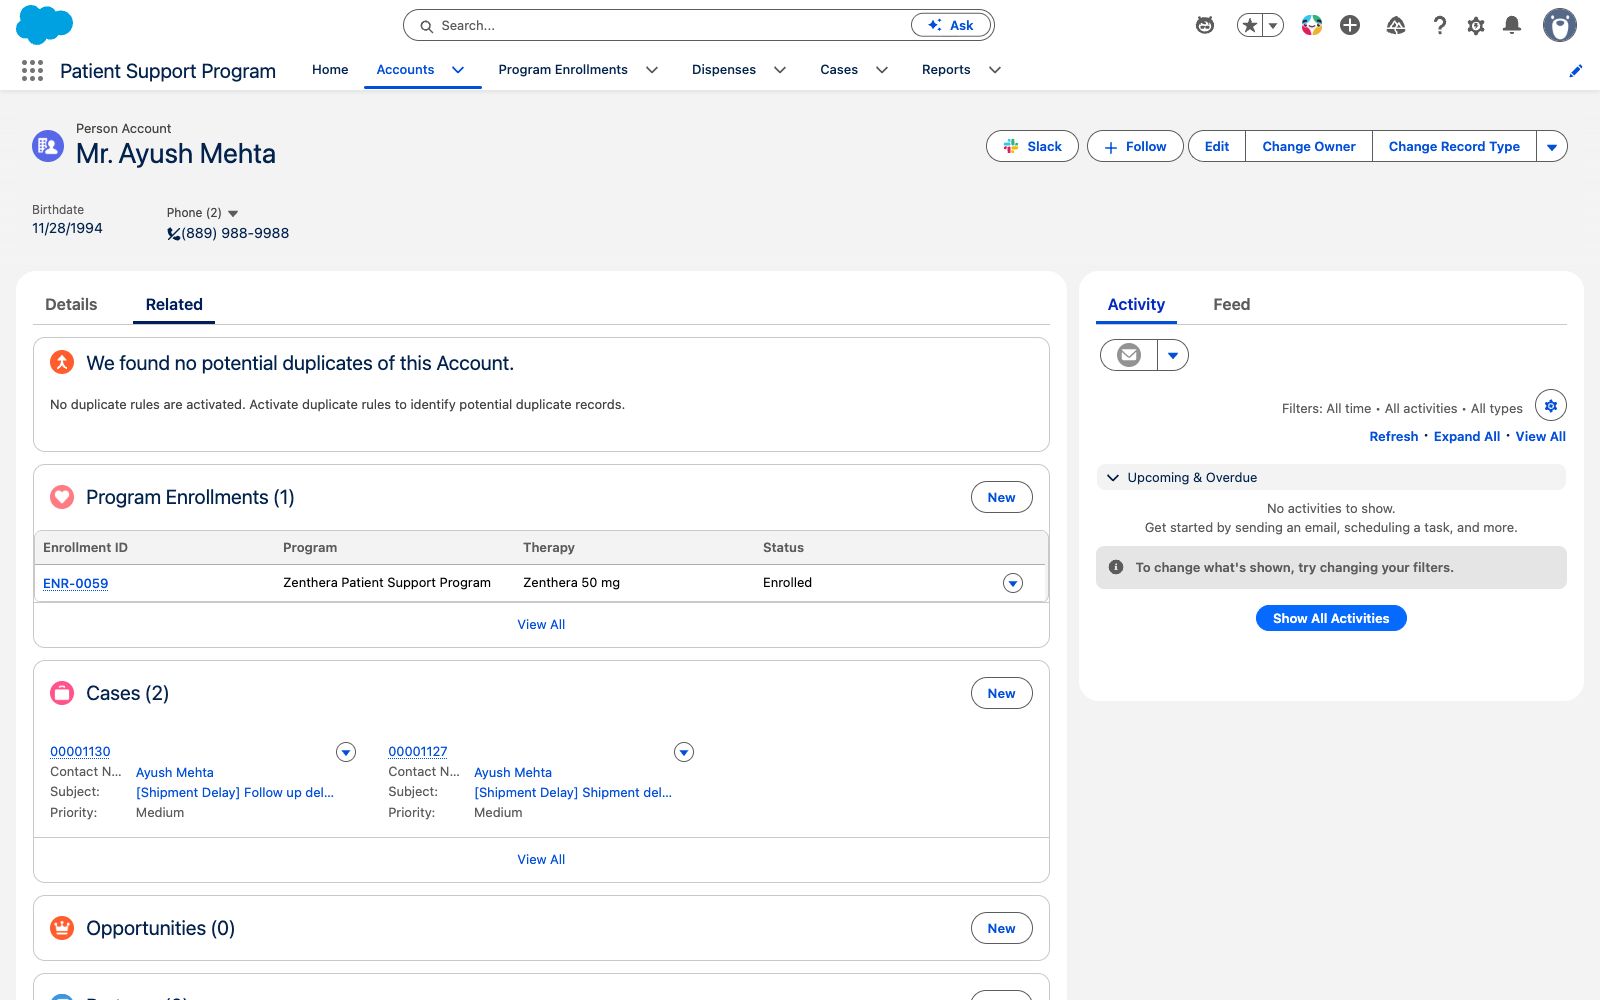 Search...
Ask
Patient Support Program
Home
Accounts
Program Enrollments
Dispenses
Cases
Reports
Person Account
Mr. Ayush Mehta
Slack
Follow
Edit
Change Owner
Change Record Type
Birthdate
11/28/1994
Phone (2)
(889) 988-9988
Details
Related
We found no potential duplicates of this Account.
No duplicate rules are activated. Activate duplicate rules to identify potential duplicate records.
Program Enrollments (1)
New
Enrollment ID Program Therapy Status
ENR-0059 Zenthera Patient Support Program Zenthera 50 mg Enrolled
View All
Cases (2)
New
00001130
Contact N... Ayush Mehta
Subject: [Shipment Delay] Follow up del...
Priority: Medium
00001127
Contact N... Ayush Mehta
Subject: [Shipment Delay] Shipment del...
Priority: Medium
View All
Opportunities (0)
New
Activity
Feed
Filters: All time • All activities • All types
Refresh • Expand All • View All
Upcoming & Overdue
No activities to show.
Get started by sending an email, scheduling a task, and more.
To change what's shown, try changing your filters.
Show All Activities